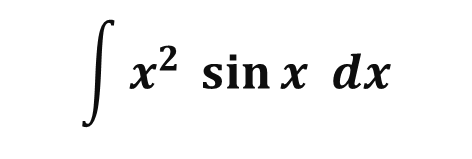 ∫ x² sin x dx